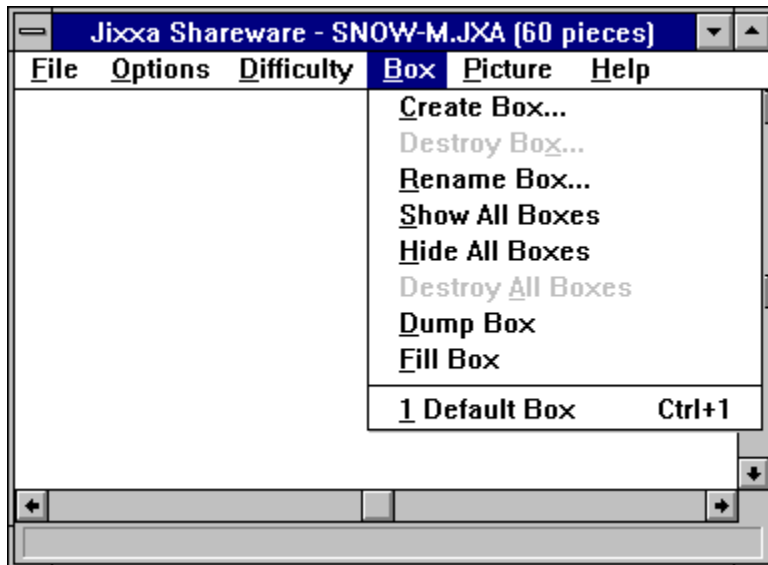 Jixxa Shareware - SNOW-M.JXA (60 pieces)
File Options Difficulty Box Picture Help
Create Box...
Destroy Box...
Rename Box...
Show All Boxes
Hide All Boxes
Destroy All Boxes
Dump Box
Fill Box
1 Default Box Ctrl+1